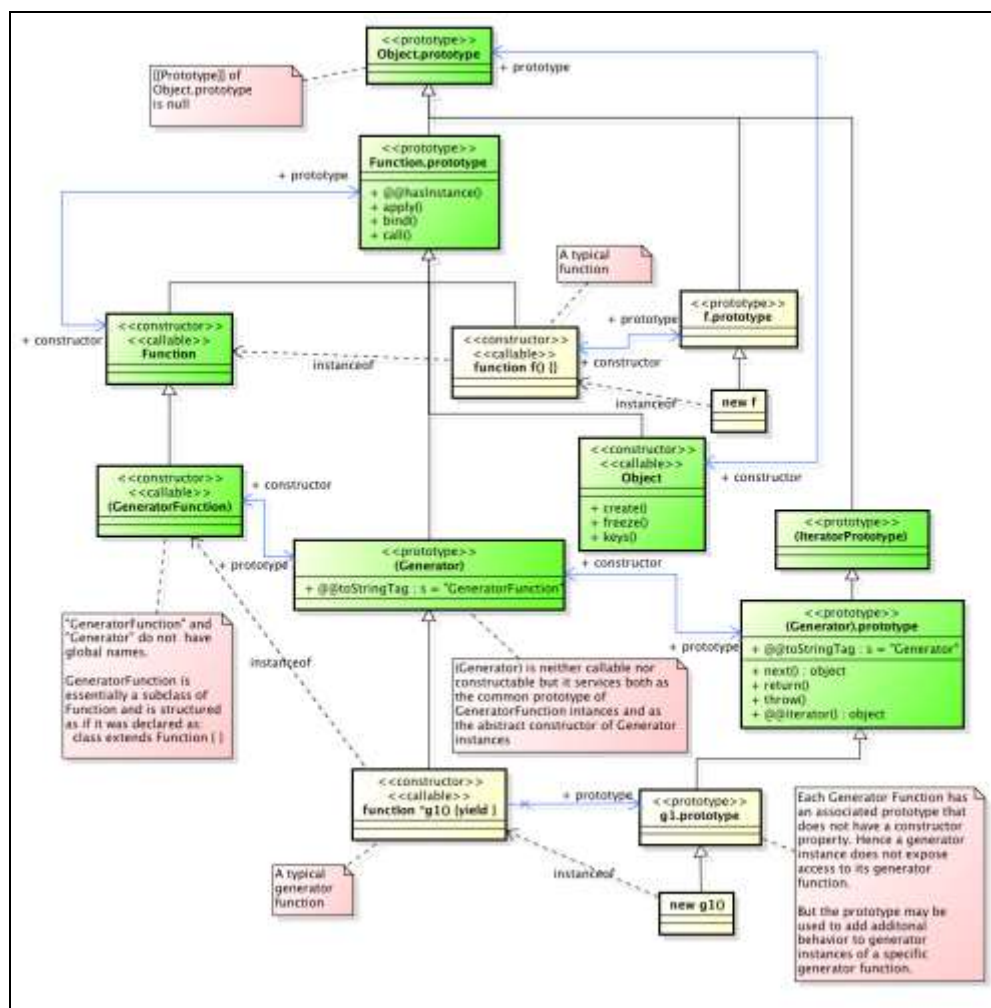 <<prototype>>
Object.prototype
+ prototype
[[Prototype]] of
Object.prototype
is null
<<prototype>>
Function.prototype
+ @@hasInstance()
+ apply()
+ bind()
+ call()
+ prototype
A typical
function
<<constructor>>
<<callable>>
Function
+ constructor
<<constructor>>
<<callable>>
function f() {}
instanceof
+ prototype
+ constructor
<<prototype>>
f.prototype
new f
instanceof
<<constructor>>
<<callable>>
Object
+ create()
+ freeze()
+ keys()
+ constructor
<<constructor>>
<<callable>>
(GeneratorFunction)
+ constructor
+ prototype
<<prototype>>
(Generator)
+ @@toStringTag : s = "GeneratorFunction"
+ constructor
<<prototype>>
(IteratorPrototype)
<<prototype>>
(Generator).prototype
+ @@toStringTag : s = "Generator"
+ next() : object
+ return()
+ throw()
+ @@iterator() : object
+ prototype
"GeneratorFunction" and
"Generator" do not have
global names.
GeneratorFunction is
essentially a subclass of
Function and is structured
as if it was declared as:
class extends Function { }
instanceof
(Generator) is neither callable nor
constructable but it services both as
the common prototype of
GeneratorFunction intances and as
the abstract constructor of Generator
instances
<<constructor>>
<<callable>>
function *g1() {yield }
+ prototype
<<prototype>>
g1.prototype
A typical
generator
function
instanceof
new g1()
Each Generator Function has
an associated prototype that
does not have a constructor
property. Hence a generator
instance does not expose
access to its generator
function.
But the prototype may be
used to add additonal
behavior to generator
instances of a specific
generator function.